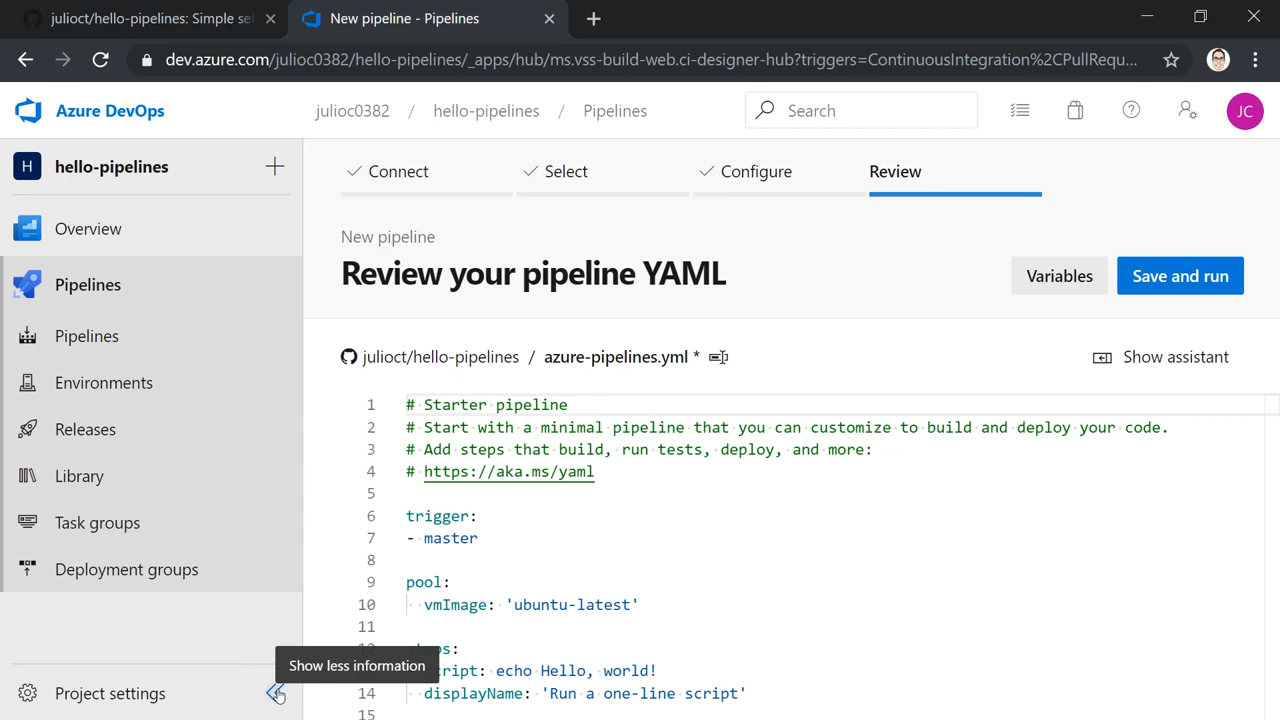 julioct/hello-pipelines: Simple se
New pipeline - Pipelines
dev.azure.com/julioc0382/hello-pipelines/_apps/hub/ms.vss-build-web.ci-designer-hub?triggers=ContinuousIntegration%2CPullRequ...
Azure DevOps
julioc0382 / hello-pipelines / Pipelines
Search
JC
H hello-pipelines
Overview
Pipelines
Pipelines
Environments
Releases
Library
Task groups
Deployment groups
Project settings
Show less information
Connect
Select
Configure
Review
New pipeline
Review your pipeline YAML
Variables
Save and run
julioct/hello-pipelines / azure-pipelines.yml *
Show assistant
1 # Starter pipeline
2 # Start with a minimal pipeline that you can customize to build and deploy your code.
3 # Add steps that build, run tests, deploy, and more:
4 # https://aka.ms/yaml
5
6 trigger:
7 - master
8
9 pool:
10 vmImage: 'ubuntu-latest'
11
echo Hello, world!
14 displayName: 'Run a one-line script'
15